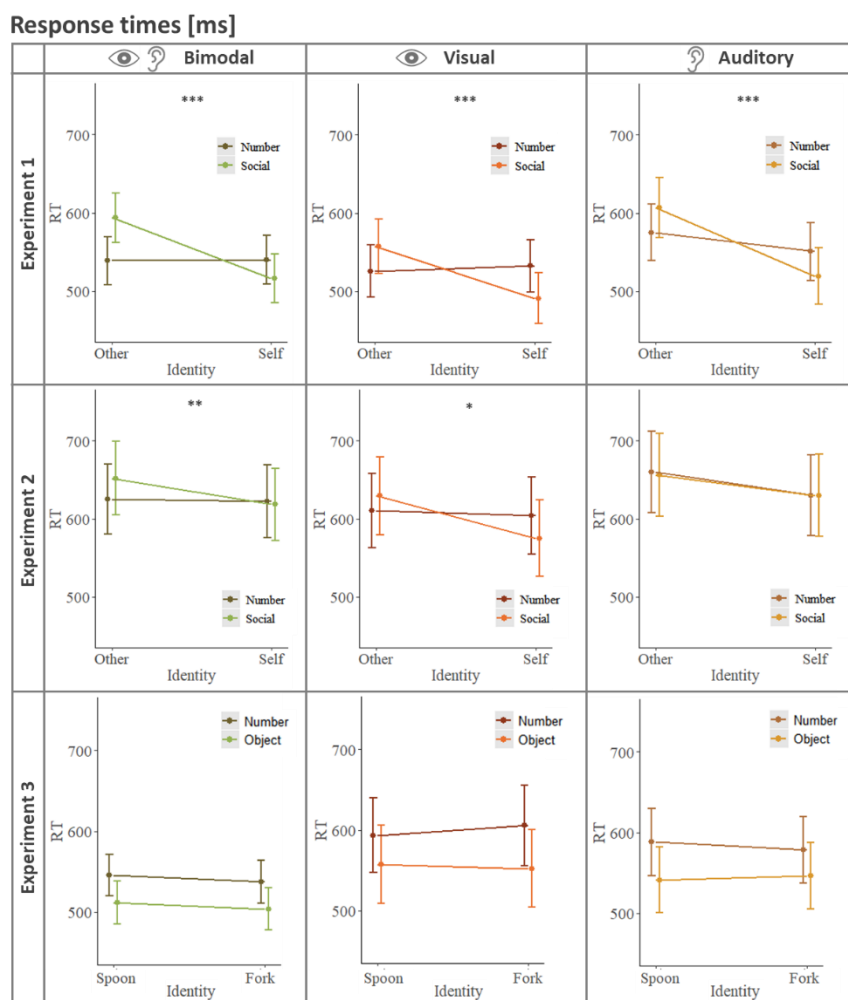 Response times [ms]
Bimodal
Visual
Auditory
Experiment 1
***
700
600
500
RT
Number
Social
Other
Self
Identity
***
700
600
500
RT
Number
Social
Other
Self
Identity
***
700
600
500
RT
Number
Social
Other
Self
Identity
Experiment 2
**
700
600
500
RT
Number
Social
Other
Self
Identity
*
700
600
500
RT
Number
Social
Other
Self
Identity
700
600
500
RT
Number
Social
Other
Self
Identity
Experiment 3
700
600
500
RT
Number
Object
Spoon
Fork
Identity
700
600
500
RT
Number
Object
Spoon
Fork
Identity
700
600
500
RT
Number
Object
Spoon
Fork
Identity